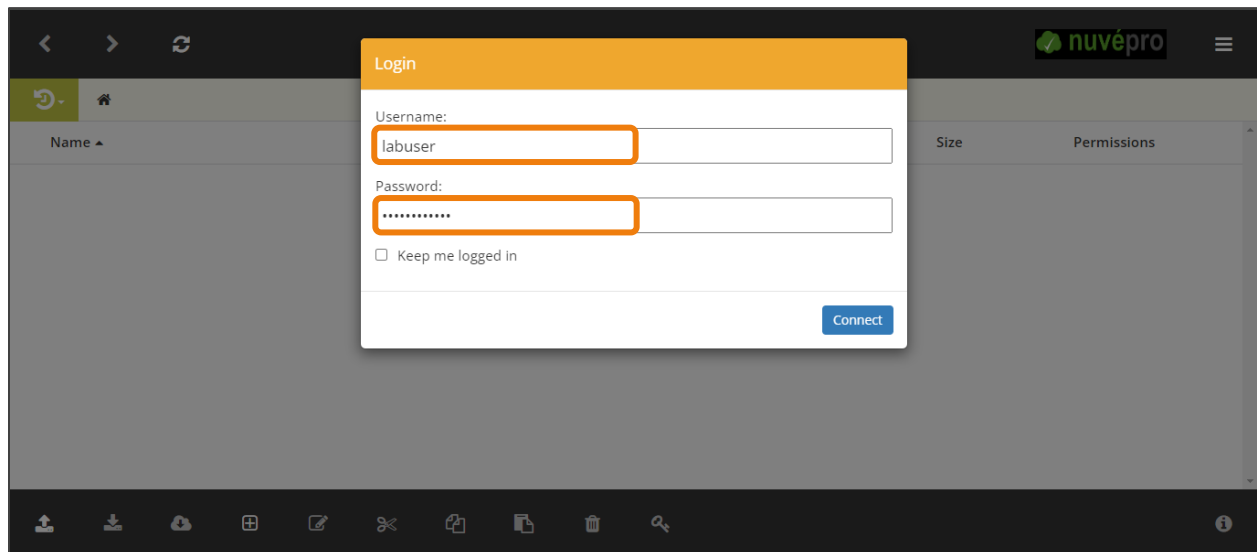 nuvépro
Login
Username:
labuser
Name
Size
Permissions
Password:
••••••••••••
Keep me logged in
Connect